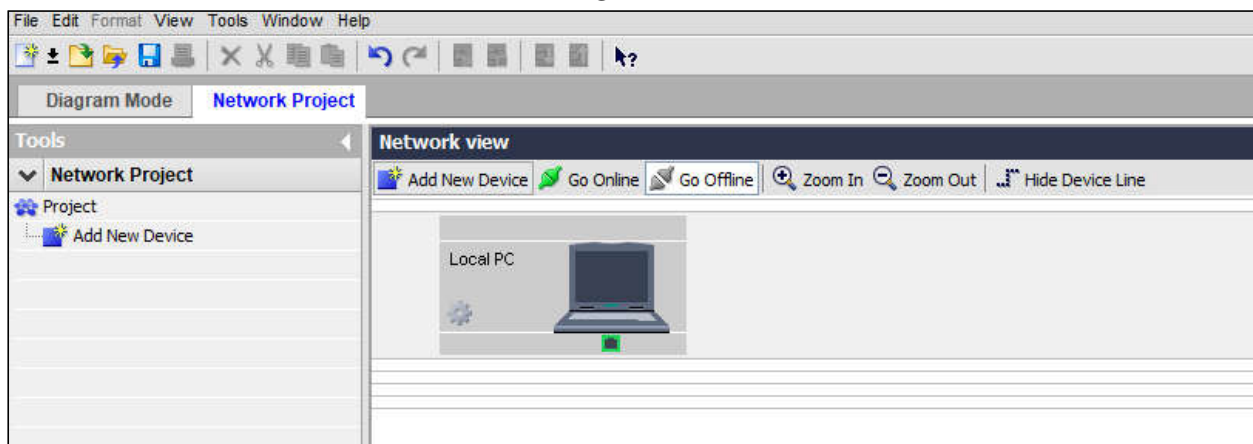 File Edit Format View Tools Window Help
Diagram Mode Network Project
Tools
Network Project
Project
Add New Device
Network view
Add New Device Go Online Go Offline Zoom In Zoom Out Hide Device Line
Local PC